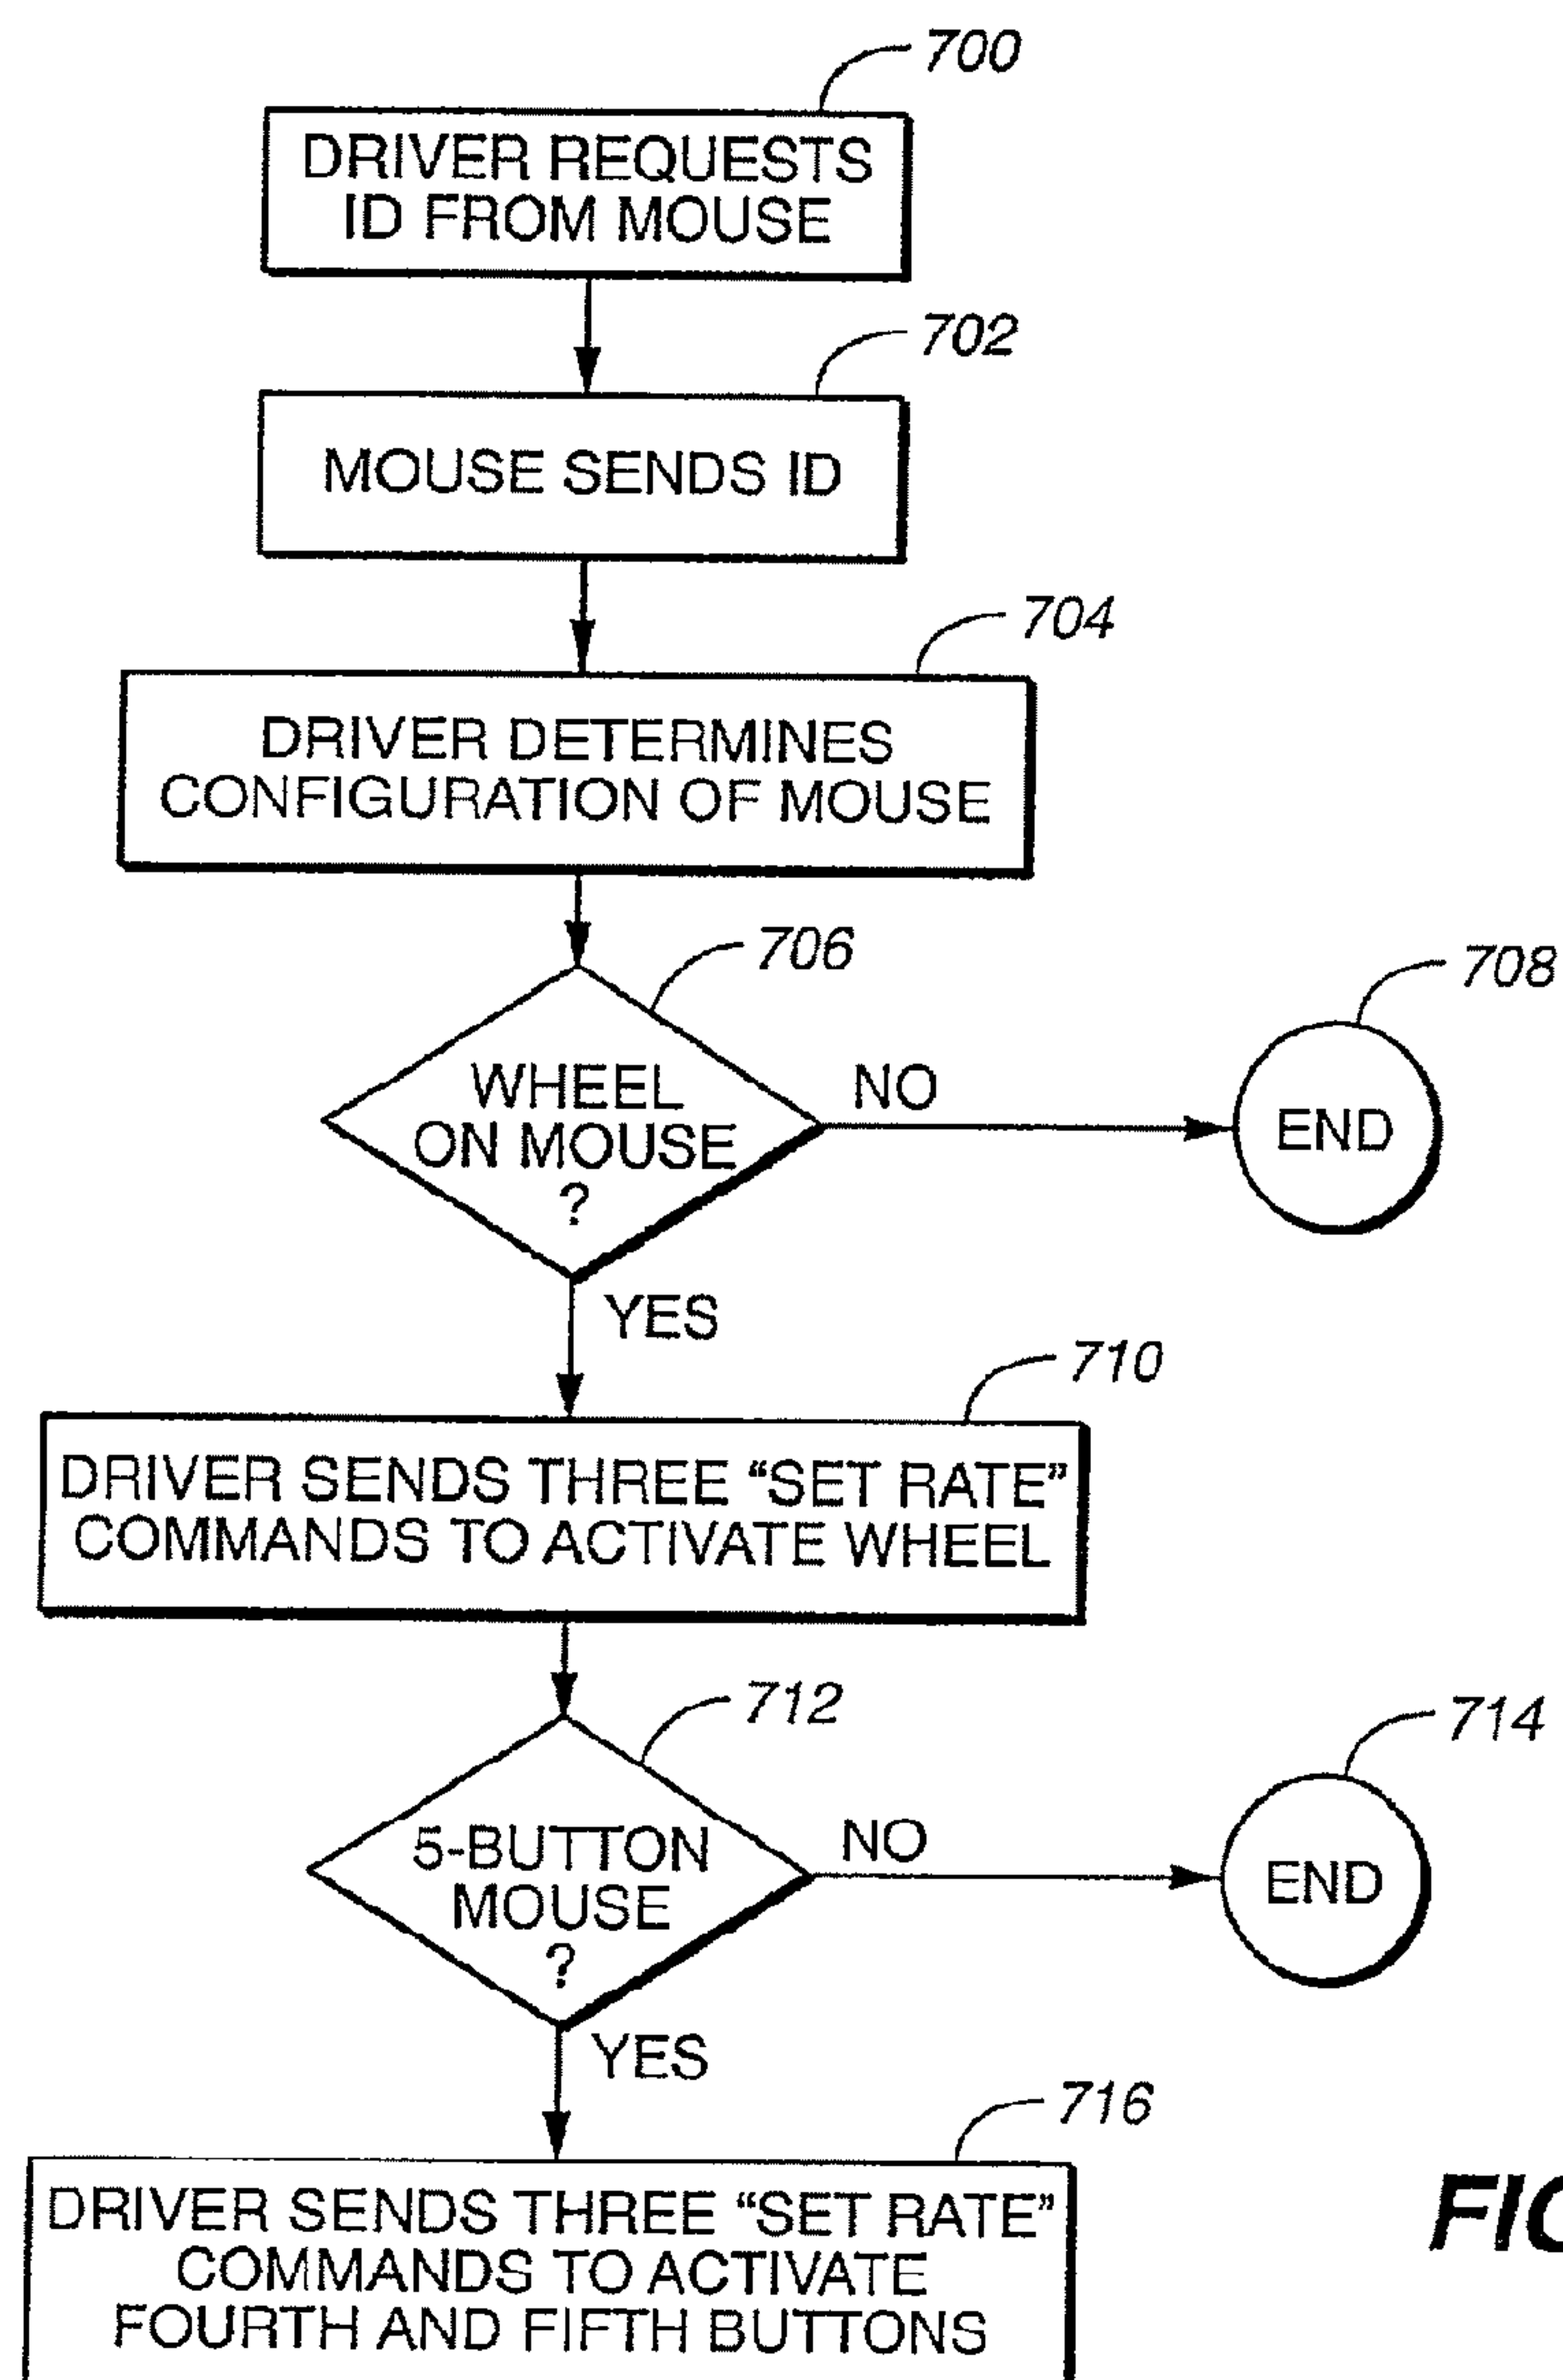 700
DRIVER REQUESTS
ID FROM MOUSE
702
MOUSE SENDS ID
704
DRIVER DETERMINES
CONFIGURATION OF MOUSE
706
708
WHEEL
ON MOUSE
?
NO
END
YES
710
DRIVER SENDS THREE “SET RATE”
COMMANDS TO ACTIVATE WHEEL
712
714
5-BUTTON
MOUSE
?
NO
END
YES
716
DRIVER SENDS THREE “SET RATE”
COMMANDS TO ACTIVATE
FOURTH AND FIFTH BUTTONS